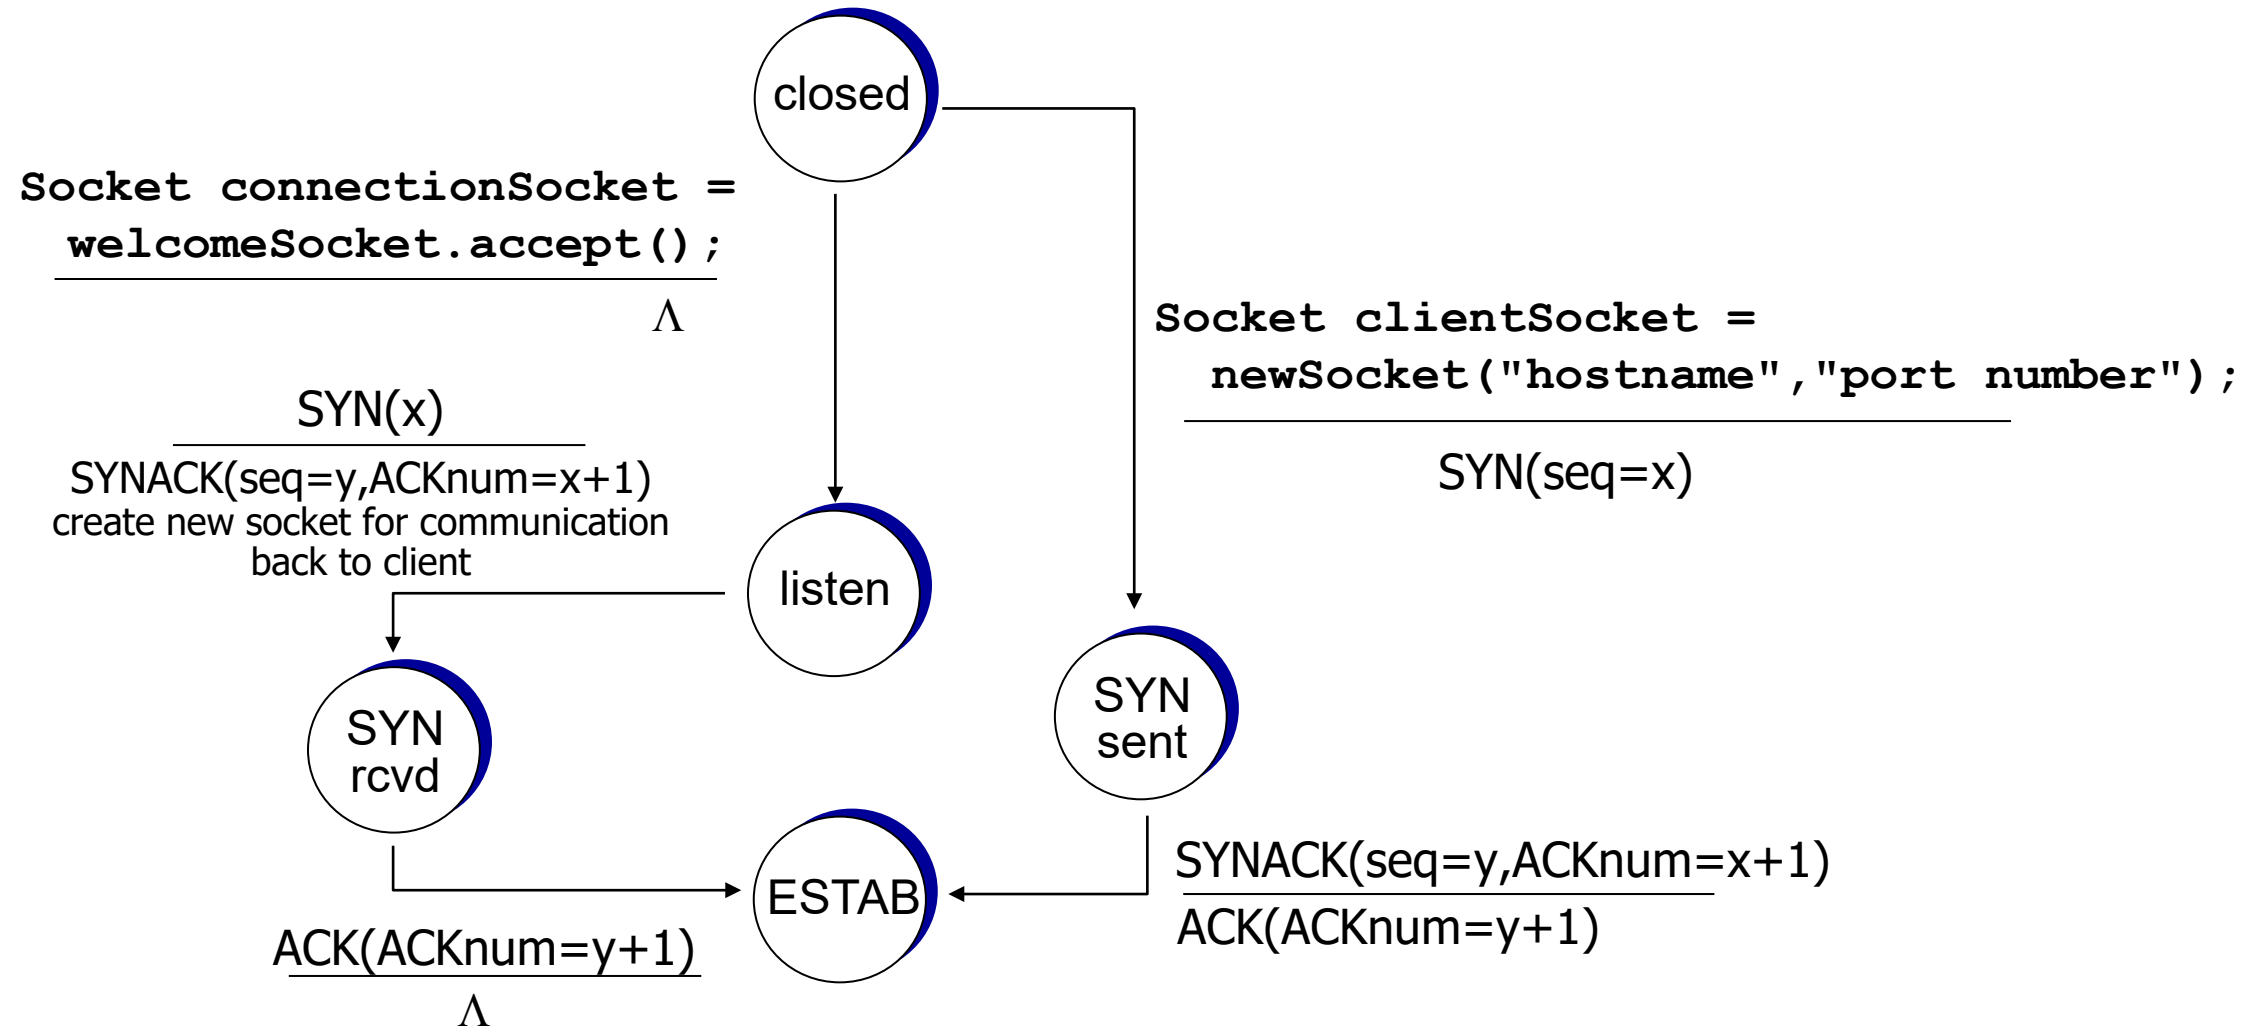 closed
Socket connectionSocket =
welcomeSocket.accept();
Λ
Socket clientSocket =
newSocket("hostname","port number");
SYN(seq=x)
SYN(x)
SYNACK(seq=y,ACKnum=x+1)
create new socket for communication
back to client
listen
SYN
rcvd
SYN
sent
ESTAB
SYNACK(seq=y,ACKnum=x+1)
ACK(ACKnum=y+1)
ACK(ACKnum=y+1)
Λ